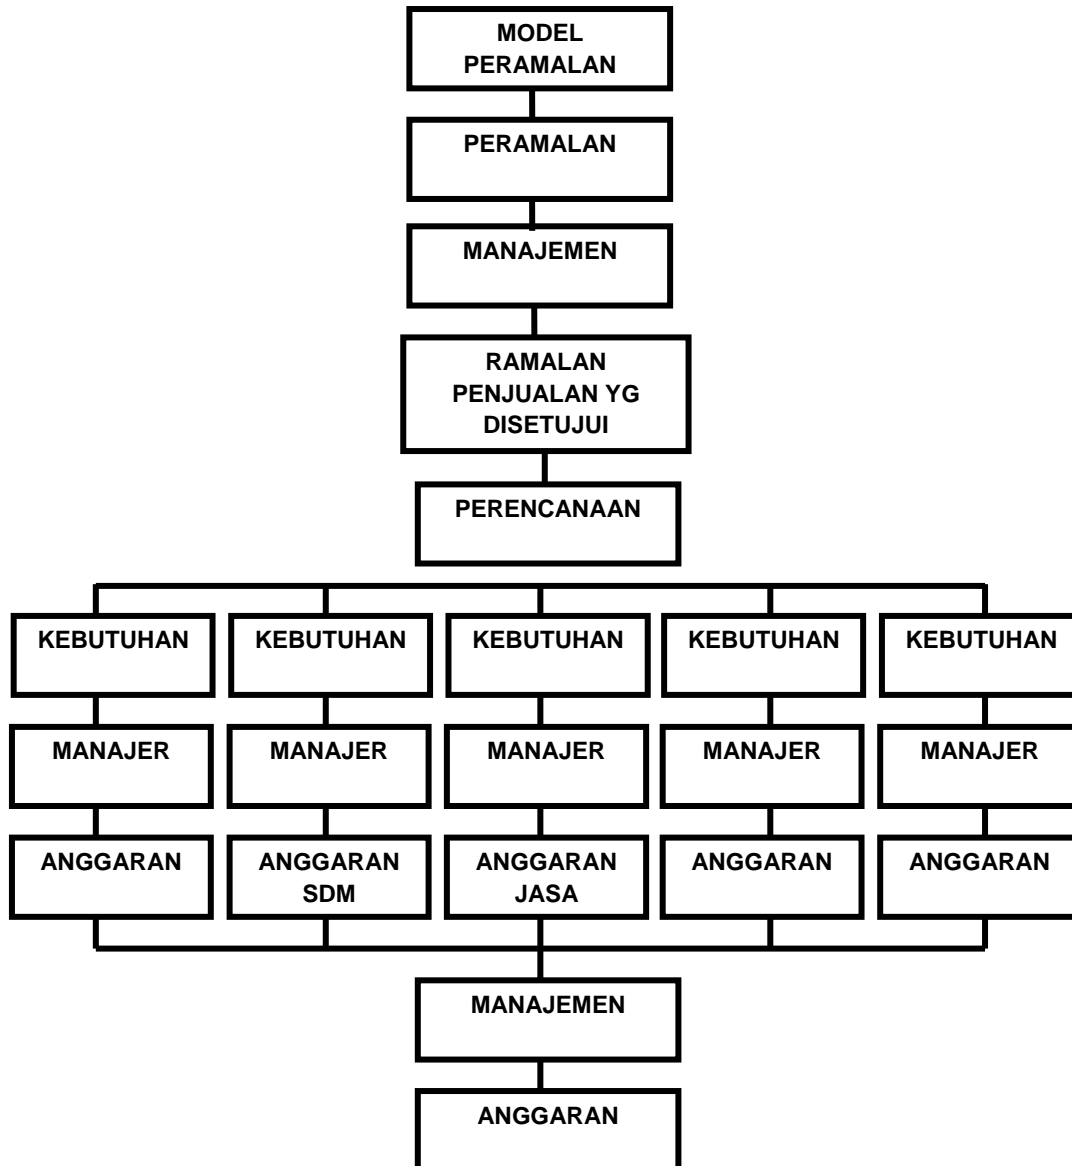 MODEL
PERAMALAN
PERAMALAN
MANAJEMEN
RAMALAN
PENJUALAN YG
DISETUJUI
PERENCANAAN
KEBUTUHAN
KEBUTUHAN
KEBUTUHAN
KEBUTUHAN
KEBUTUHAN
MANAJER
MANAJER
MANAJER
MANAJER
MANAJER
ANGGARAN
ANGGARAN
SDM
ANGGARAN
JASA
ANGGARAN
ANGGARAN
MANAJEMEN
ANGGARAN